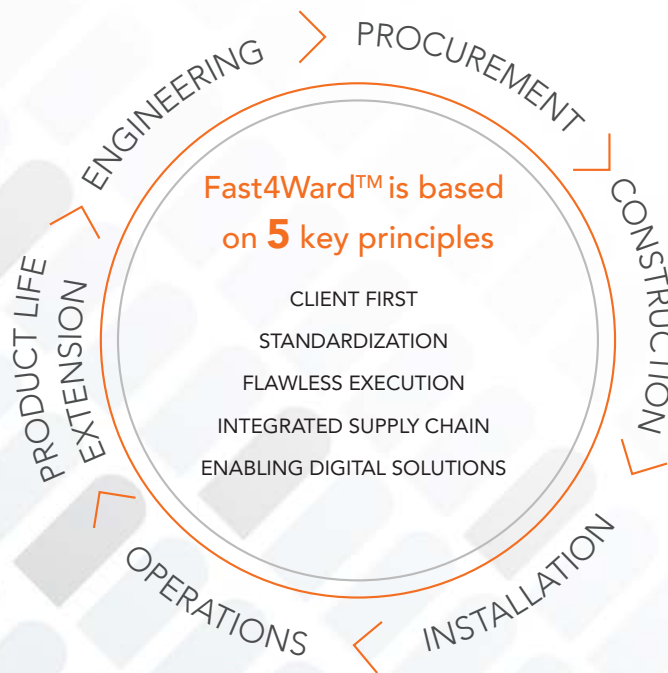 ENGINEERING
PROCUREMENT
CONSTRUCTION
INSTALLATION
OPERATIONS
PRODUCT LIFE
EXTENSION
Fast4Ward™ is based
on 5 key principles
CLIENT FIRST
STANDARDIZATION
FLAWLESS EXECUTION
INTEGRATED SUPPLY CHAIN
ENABLING DIGITAL SOLUTIONS